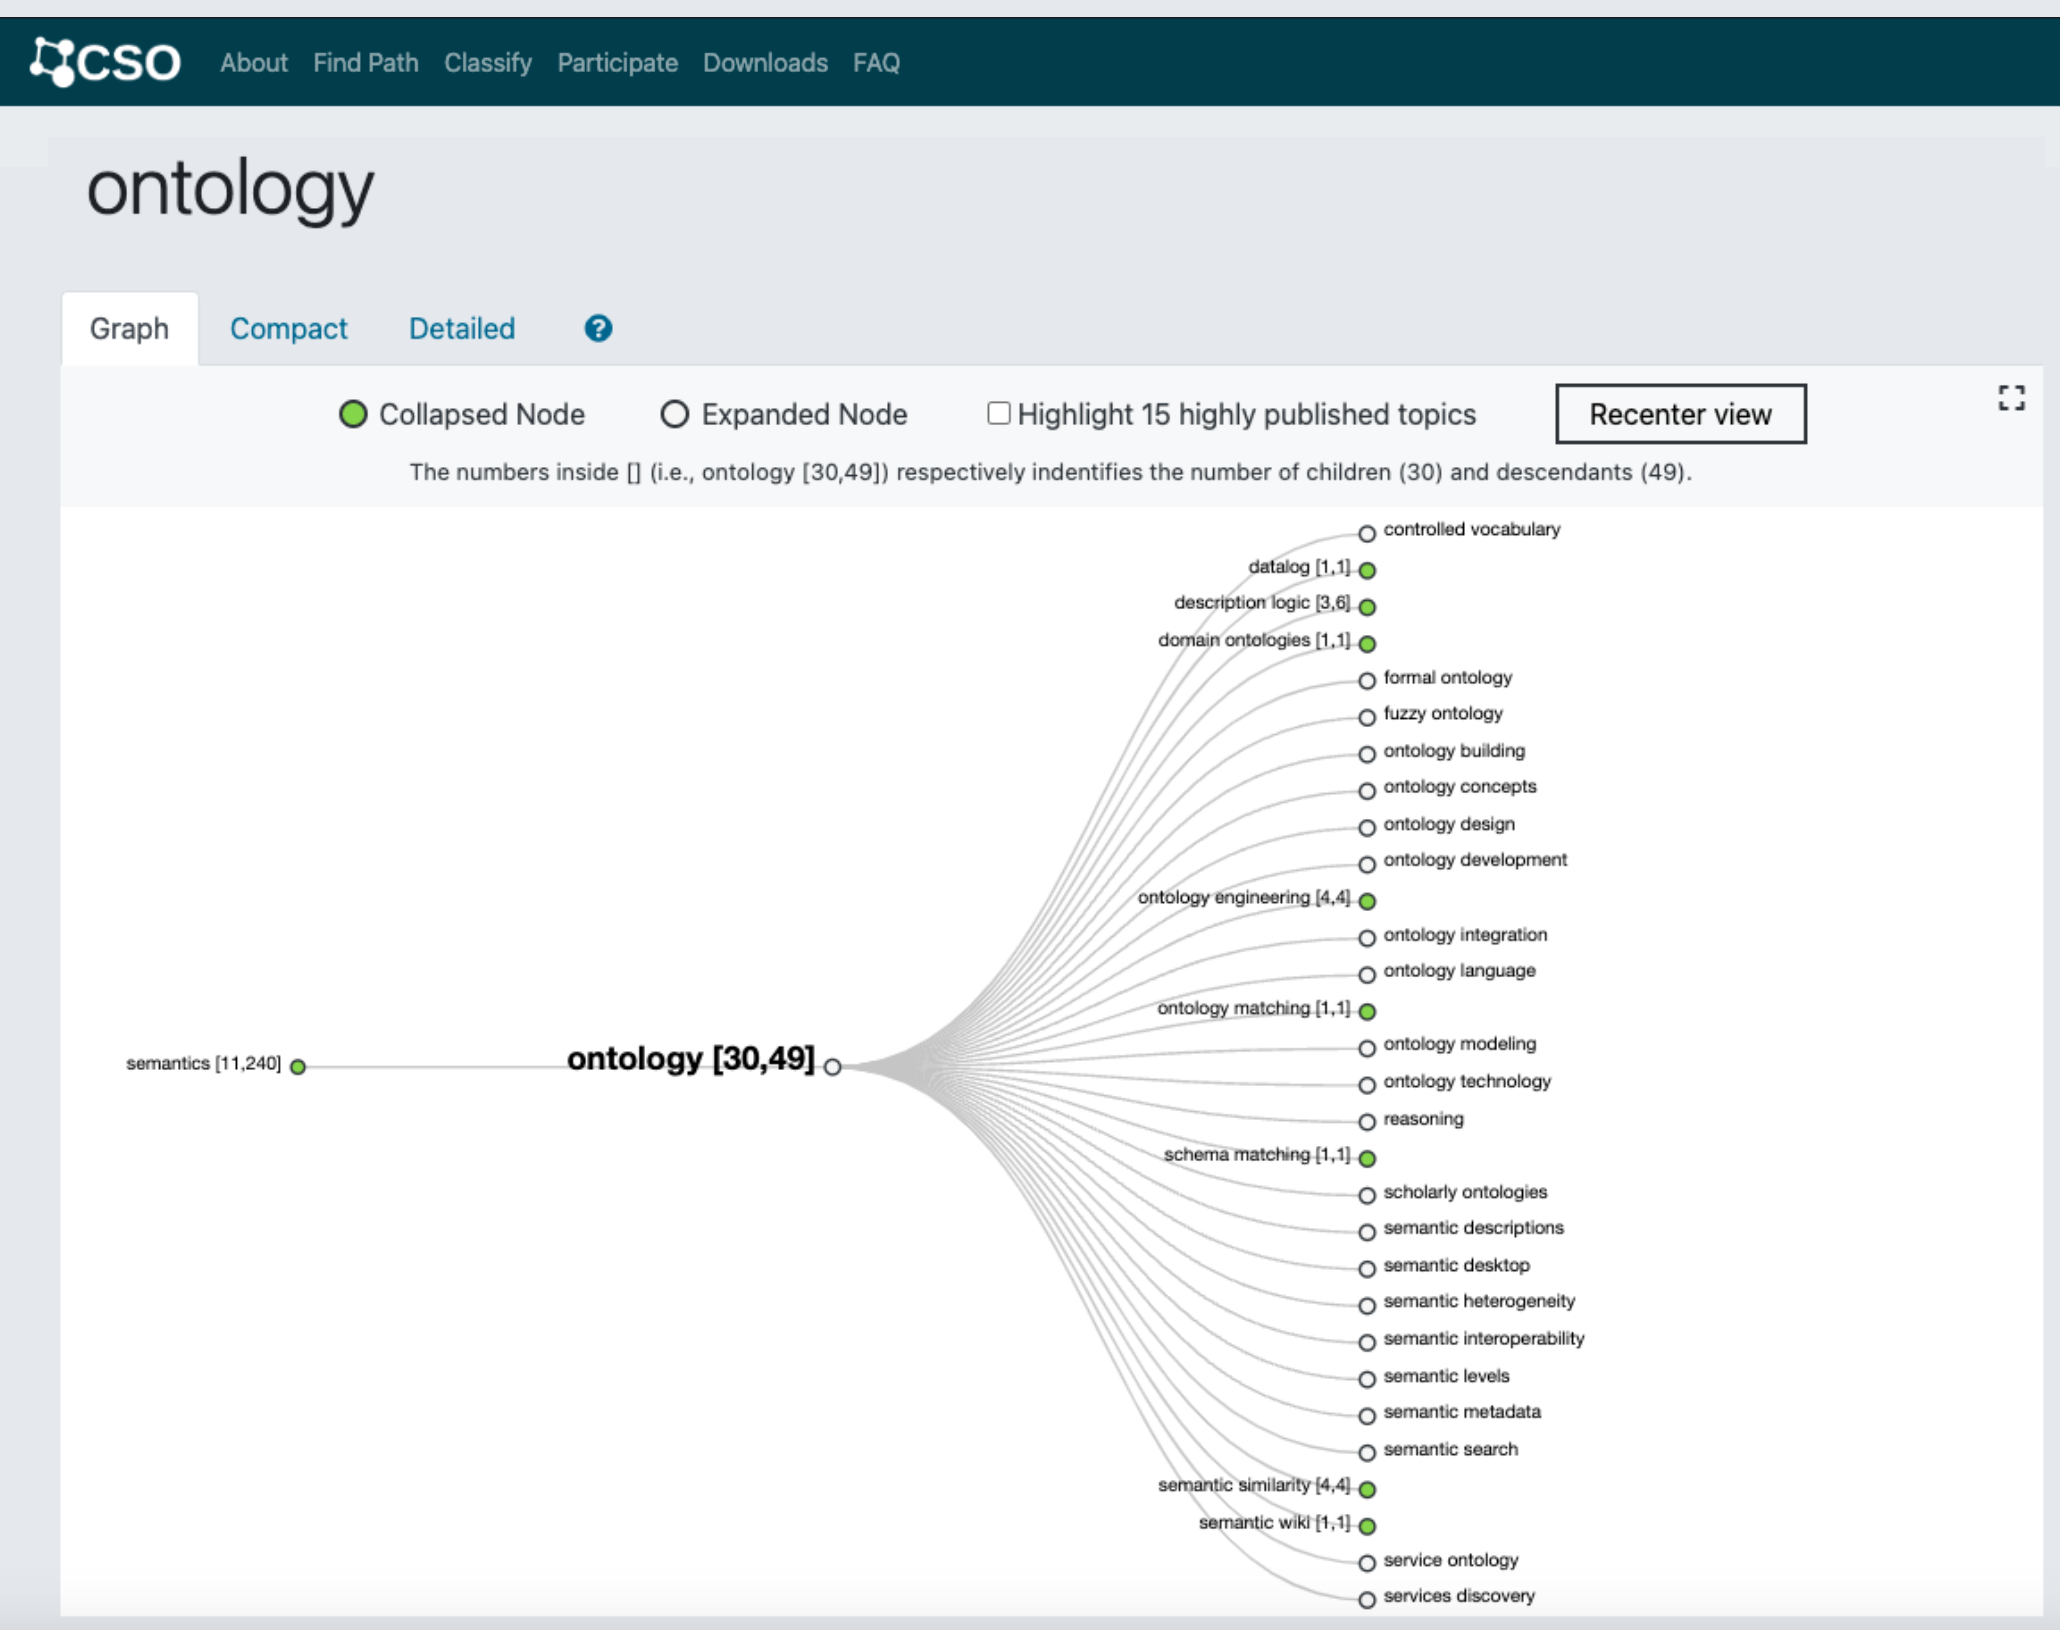 CSO About Find Path Classify Participate Downloads FAQ
ontology
Graph Compact Detailed ?
Collapsed Node Expanded Node Highlight 15 highly published topics Recenter view
The numbers inside [] (i.e., ontology [30,49]) respectively indentifies the number of children (30) and descendants (49).
controlled vocabulary
datalog [1,1]
description logic [3,6]
domain ontologies [1,1]
formal ontology
fuzzy ontology
ontology building
ontology concepts
ontology design
ontology development
ontology engineering [4,4]
ontology integration
ontology language
ontology matching [1,1]
ontology modeling
semantics [11,240] ontology [30,49]
ontology technology
reasoning
schema matching [1,1]
scholarly ontologies
semantic descriptions
semantic desktop
semantic heterogeneity
semantic interoperability
semantic levels
semantic metadata
semantic search
semantic similarity [4,4]
semantic wiki [1,1]
service ontology
services discovery